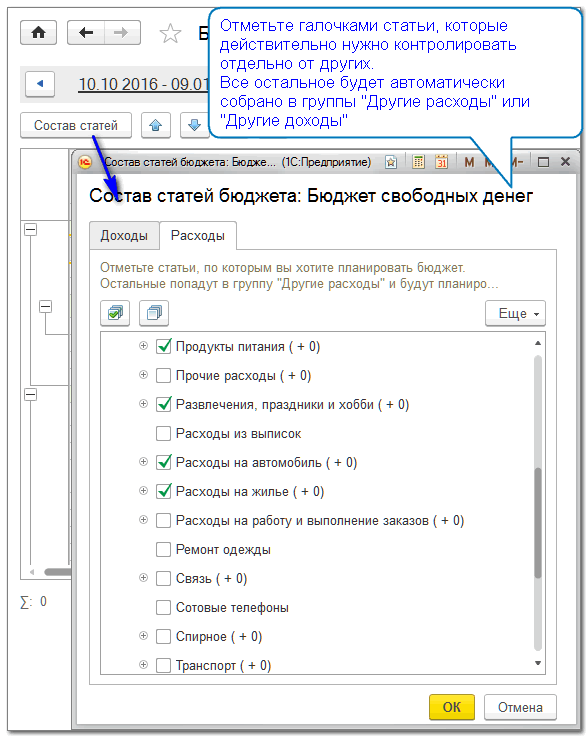 Отметьте галочками статьи, которые
действительно нужно контролировать
отдельно от других.
Все остальное будет автоматически
собрано в группы "Другие расходы" или
"Другие доходы"
Б
10.10 2016 - 09.01
Состав статей
Состав статей бюджета: Бюдже... (1С:Предприятие)
31
M M M-
Состав статей бюджета: Бюджет свободных денег
Доходы Расходы
Отметьте статьи, по которым вы хотите планировать бюджет.
Остальные попадут в группу "Другие расходы" и будут планиро...
Еще
Продукты питания ( + 0)
Прочие расходы ( + 0)
Развлечения, праздники и хобби ( + 0)
Расходы из выписок
Расходы на автомобиль ( + 0)
Расходы на жилье ( + 0)
Расходы на работу и выполнение заказов ( + 0)
Ремонт одежды
Связь ( + 0)
Сотовые телефоны
Спирное ( + 0)
Транспорт ( + 0)
∑: 0
ОК Отмена